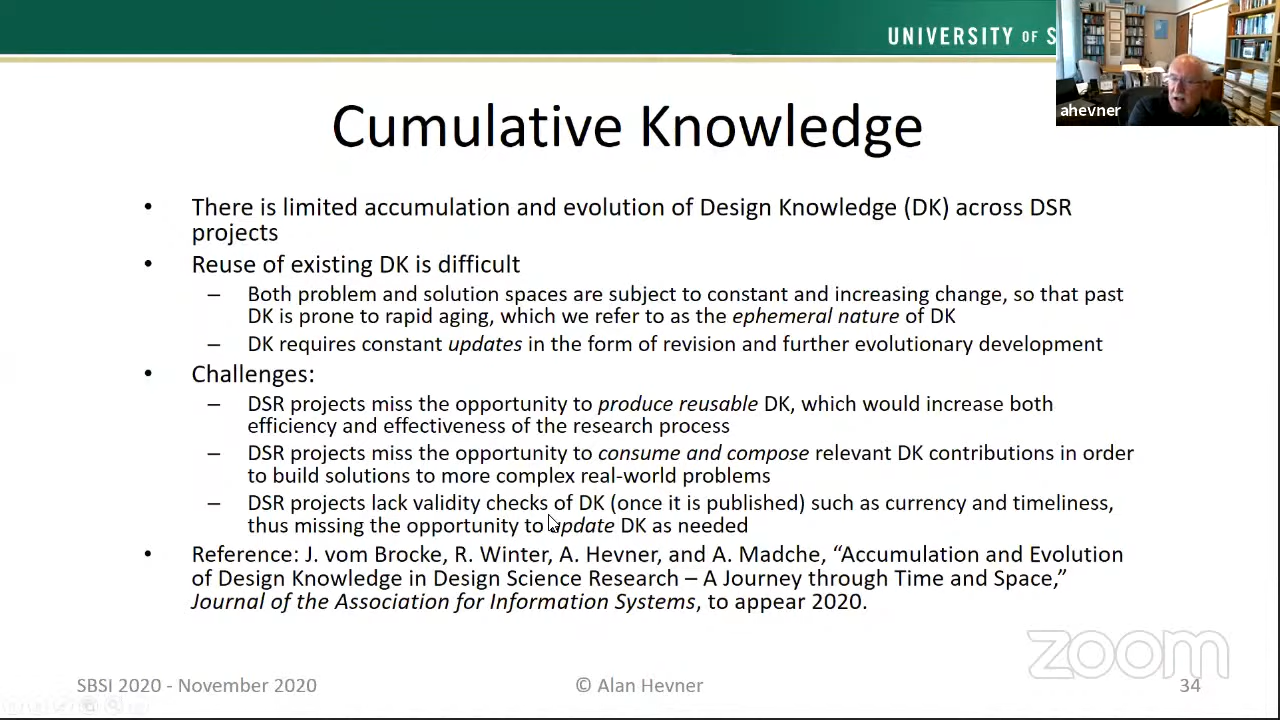 UNIVERSITY OF S
ahevner
Cumulative Knowledge
• There is limited accumulation and evolution of Design Knowledge (DK) across DSR
projects
• Reuse of existing DK is difficult
– Both problem and solution spaces are subject to constant and increasing change, so that past
DK is prone to rapid aging, which we refer to as the ephemeral nature of DK
– DK requires constant updates in the form of revision and further evolutionary development
• Challenges:
– DSR projects miss the opportunity to produce reusable DK, which would increase both
efficiency and effectiveness of the research process
– DSR projects miss the opportunity to consume and compose relevant DK contributions in order
to build solutions to more complex real-world problems
– DSR projects lack validity checks of DK (once it is published) such as currency and timeliness,
thus missing the opportunity to update DK as needed
• Reference: J. vom Brocke, R. Winter, A. Hevner, and A. Madche, “Accumulation and Evolution
of Design Knowledge in Design Science Research – A Journey through Time and Space,”
Journal of the Association for Information Systems, to appear 2020.
zoom
SBSI 2020 - November 2020
© Alan Hevner
34